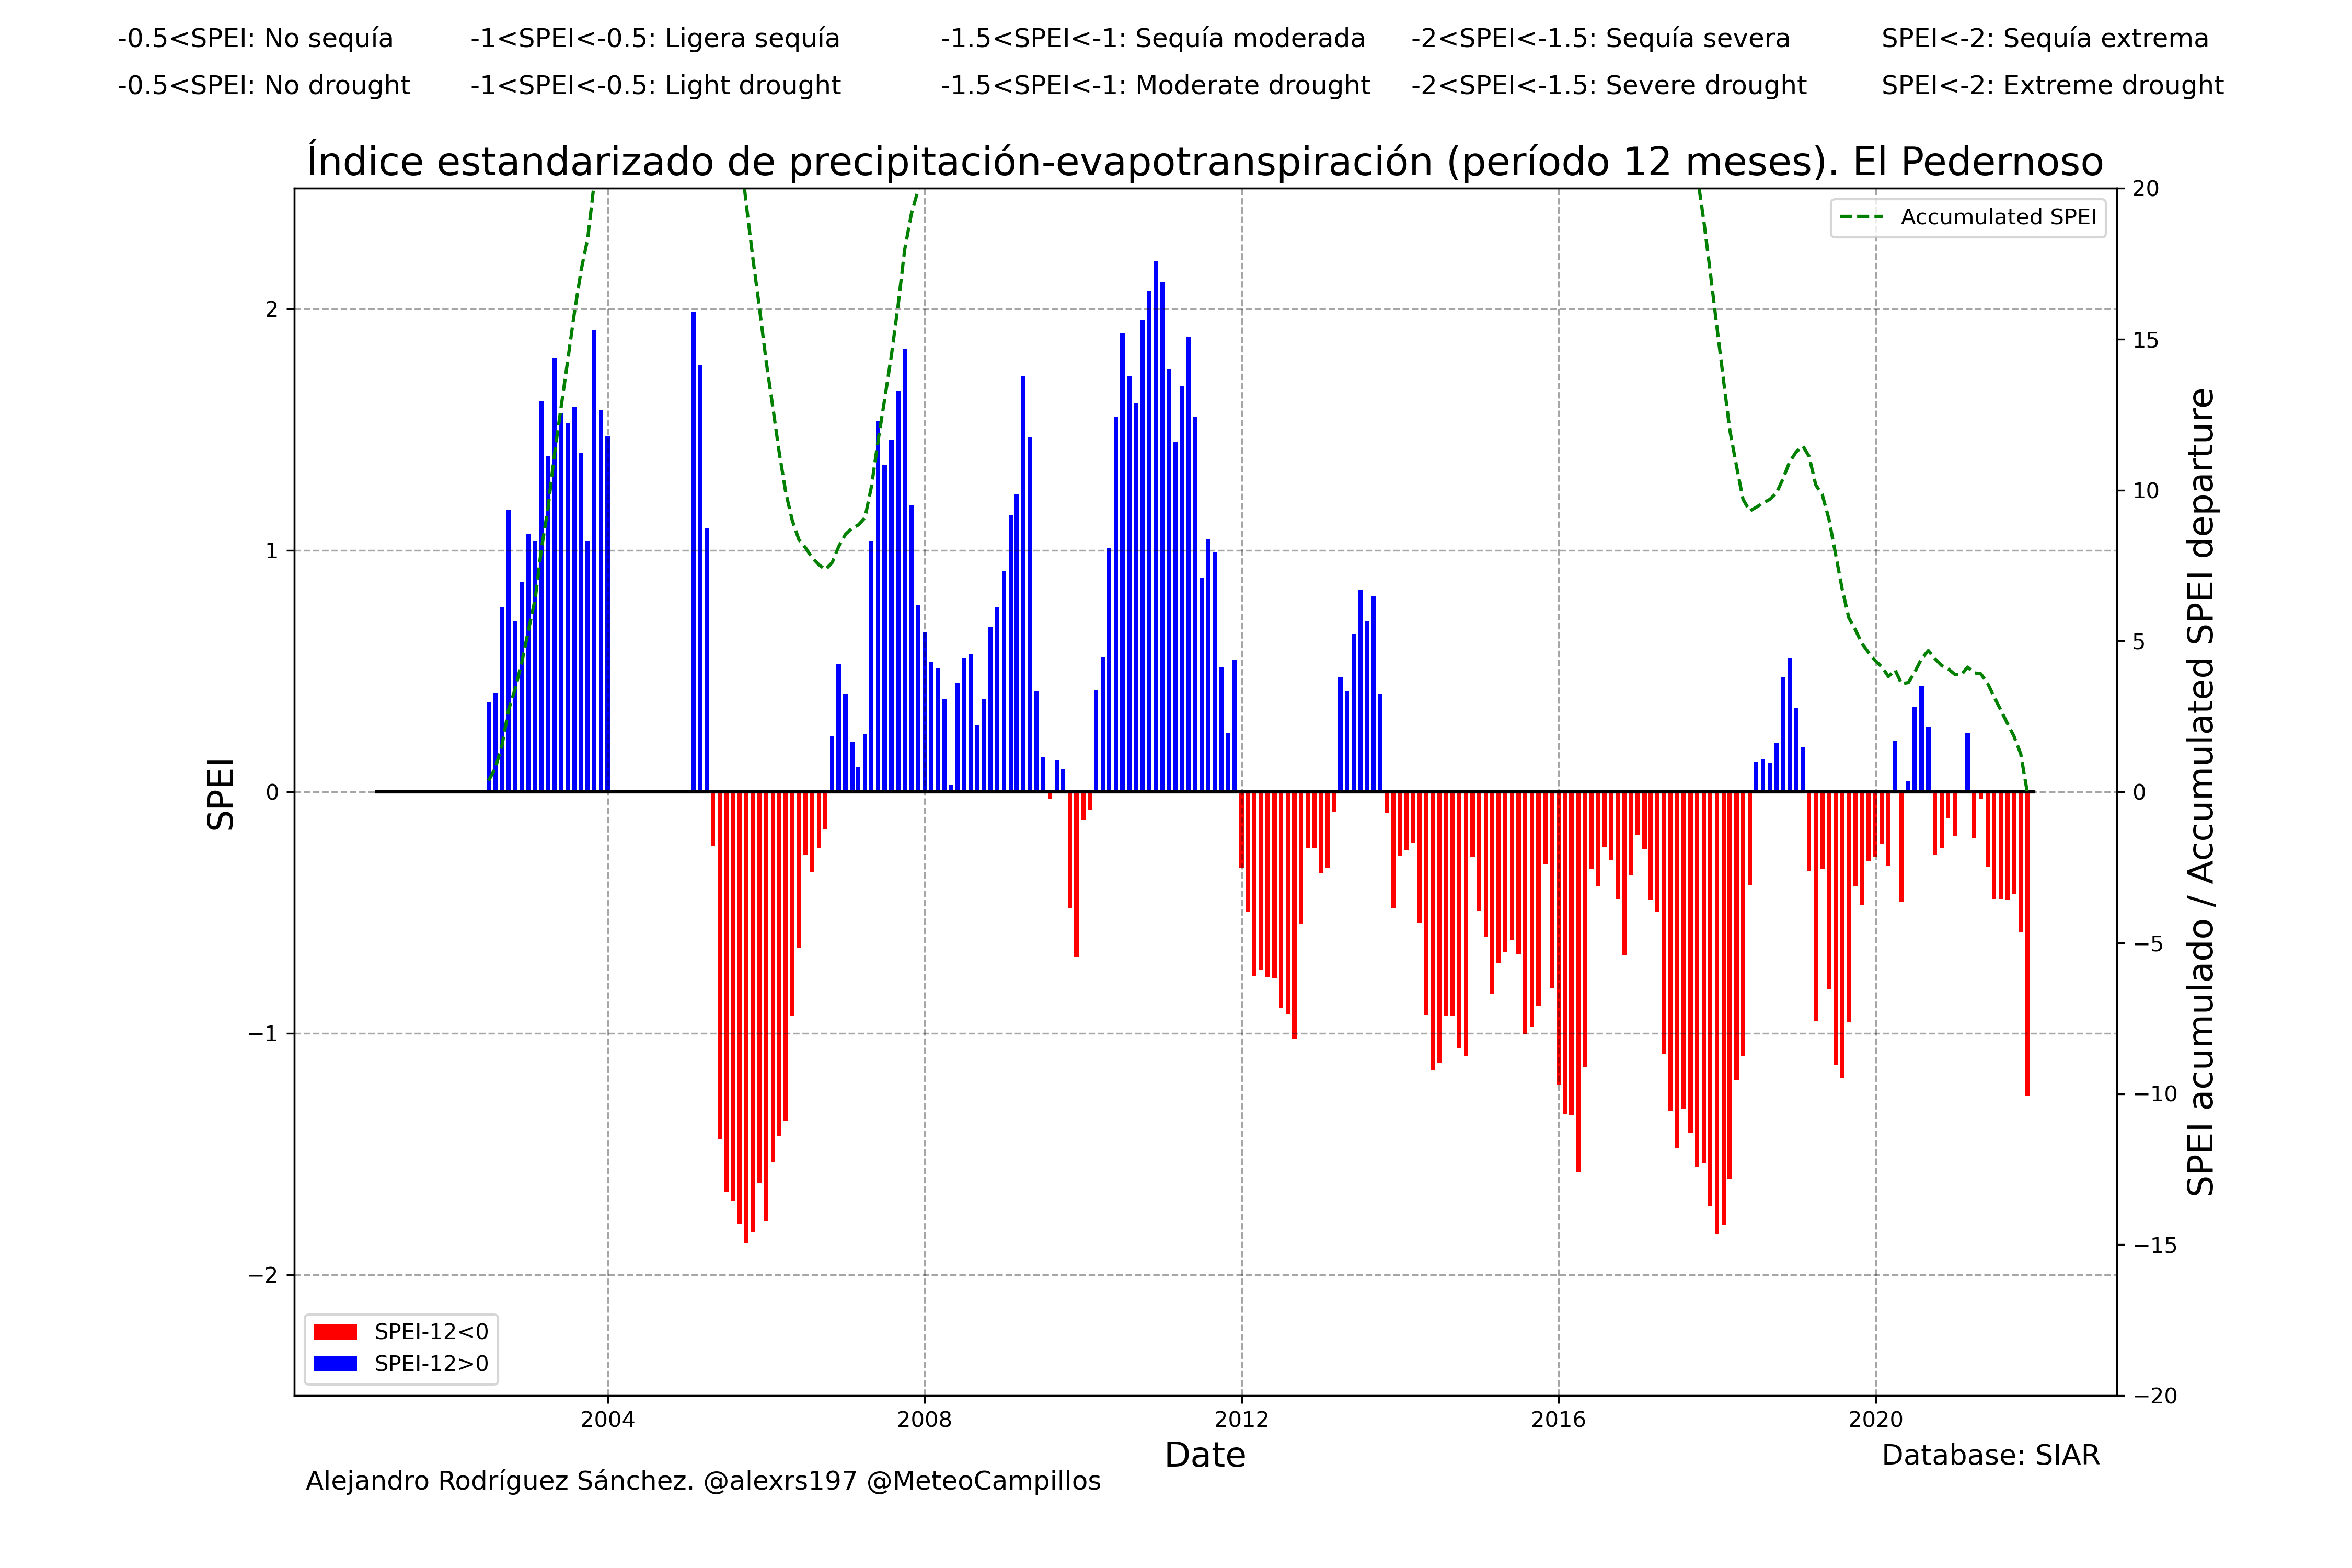 -0.5<SPEI: No sequía -1<SPEI<-0.5: Ligera sequía -1.5<SPEI<-1: Sequía moderada -2<SPEI<-1.5: Sequía severa SPEI<-2: Sequía extrema
-0.5<SPEI: No drought -1<SPEI<-0.5: Light drought -1.5<SPEI<-1: Moderate drought -2<SPEI<-1.5: Severe drought SPEI<-2: Extreme drought
Índice estandarizado de precipitación-evapotranspiración (período 12 meses). El Pedernoso
Accumulated SPEI
2
1
0
−1
−2
SPEI
20
15
10
5
0
−5
−10
−15
−20
SPEI acumulado / Accumulated SPEI departure
SPEI-12<0
SPEI-12>0
2004 2008 2012 2016 2020
Date
Database: SIAR
Alejandro Rodríguez Sánchez. @alexrs197 @MeteoCampillos